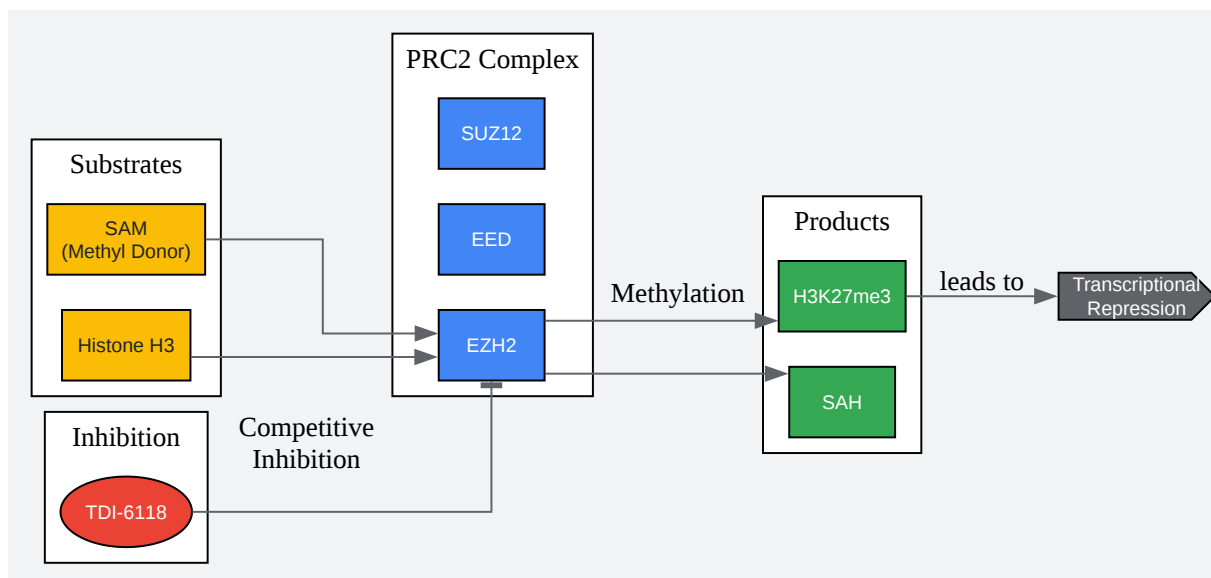 PRC2 Complex
SUZ12
EED
EZH2
Substrates
SAM
(Methyl Donor)
Histone H3
Inhibition
TDI-6118
Competitive
Inhibition
Methylation
Products
H3K27me3
SAH
leads to
Transcriptional
Repression